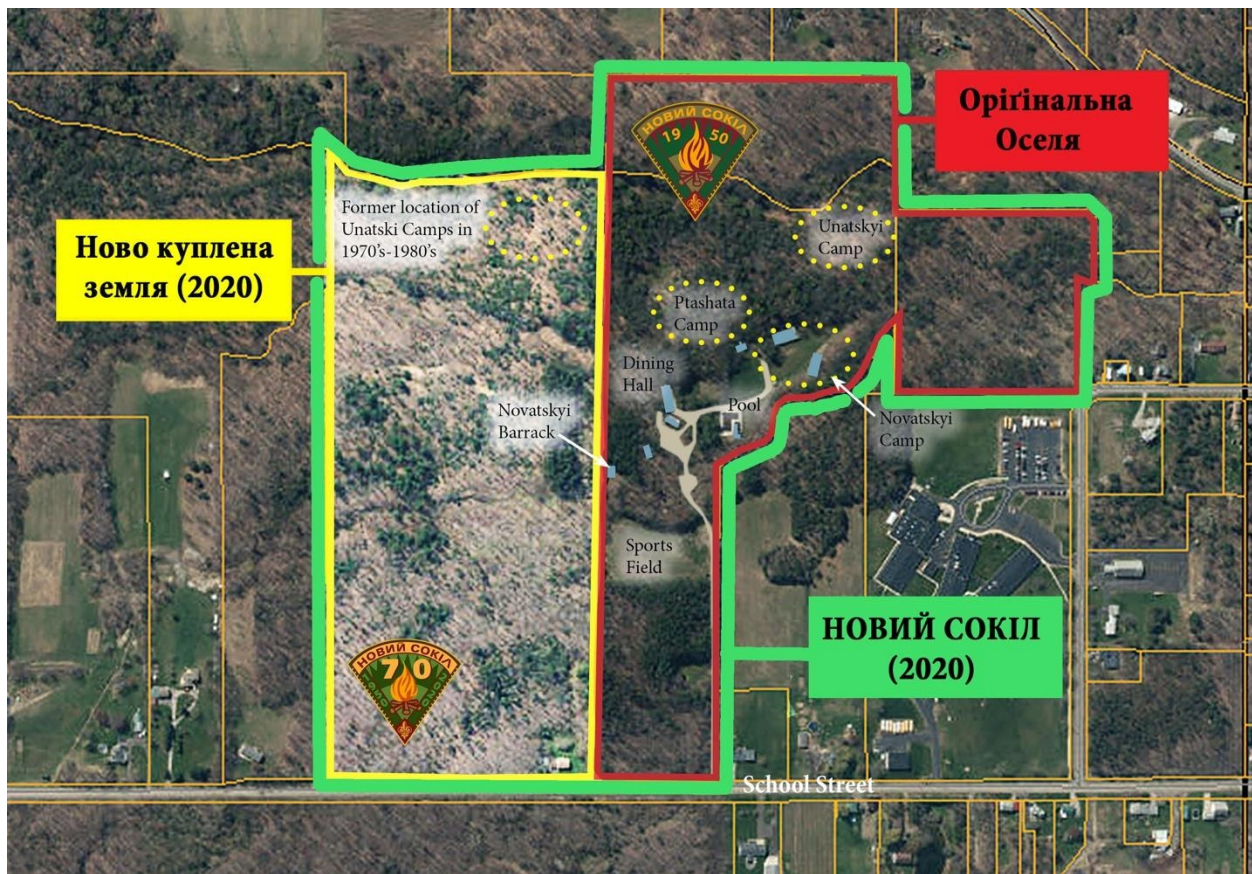 Оріґінальна
Оселя
НОВИЙ СОКІЛ
19 50
Former location of
Unatski Camps in
1970's-1980's
Unatskyi
Camp
Ново куплена
земля (2020)
Ptashata
Camp
Dining
Hall
Pool
Novatskyi
Barrack
Novatskyi
Camp
Sports
Field
НОВИЙ СОКІЛ
(2020)
НОВИЙ СОКІЛ
70
School Street